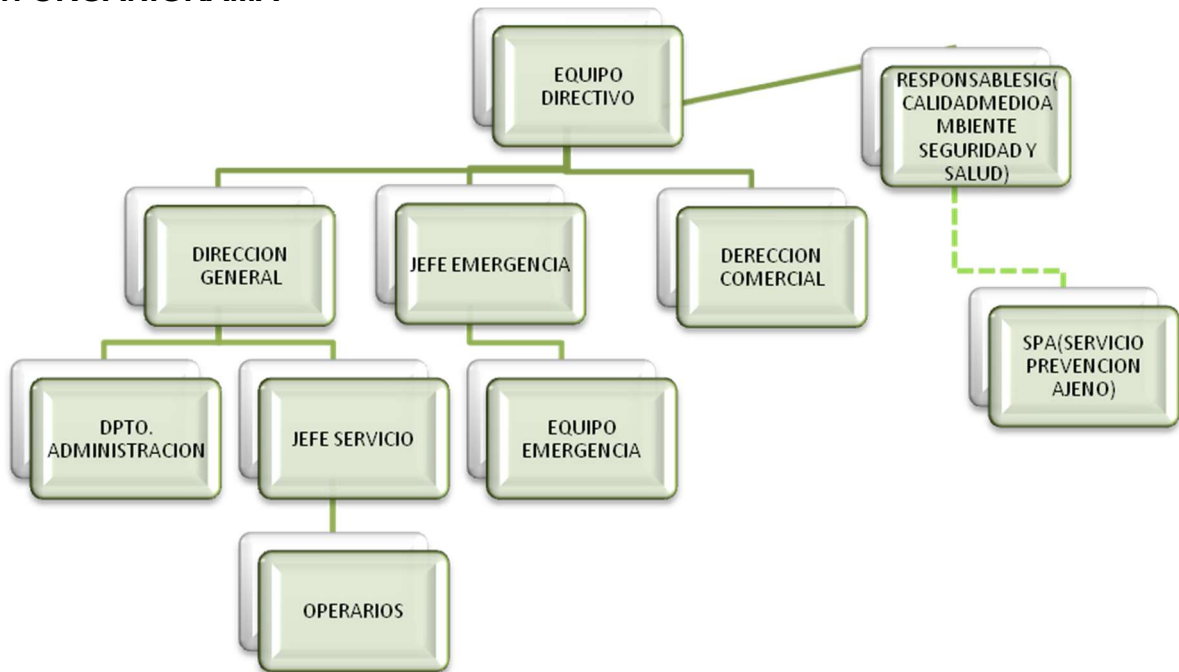 ORGANIGRAMA
EQUIPO
DIRECTIVO
RESPONSABLESIG(
CALIDADMEDIOA
MBIENTE
SEGURIDAD Y
SALUD)
DIRECCION
GENERAL
JEFE EMERGENCIA
DERECCION
COMERCIAL
SPA(SERVICIO
PREVENCION
AJENO)
DPTO.
ADMINISTRACION
JEFE SERVICIO
EQUIPO
EMERGENCIA
OPERARIOS